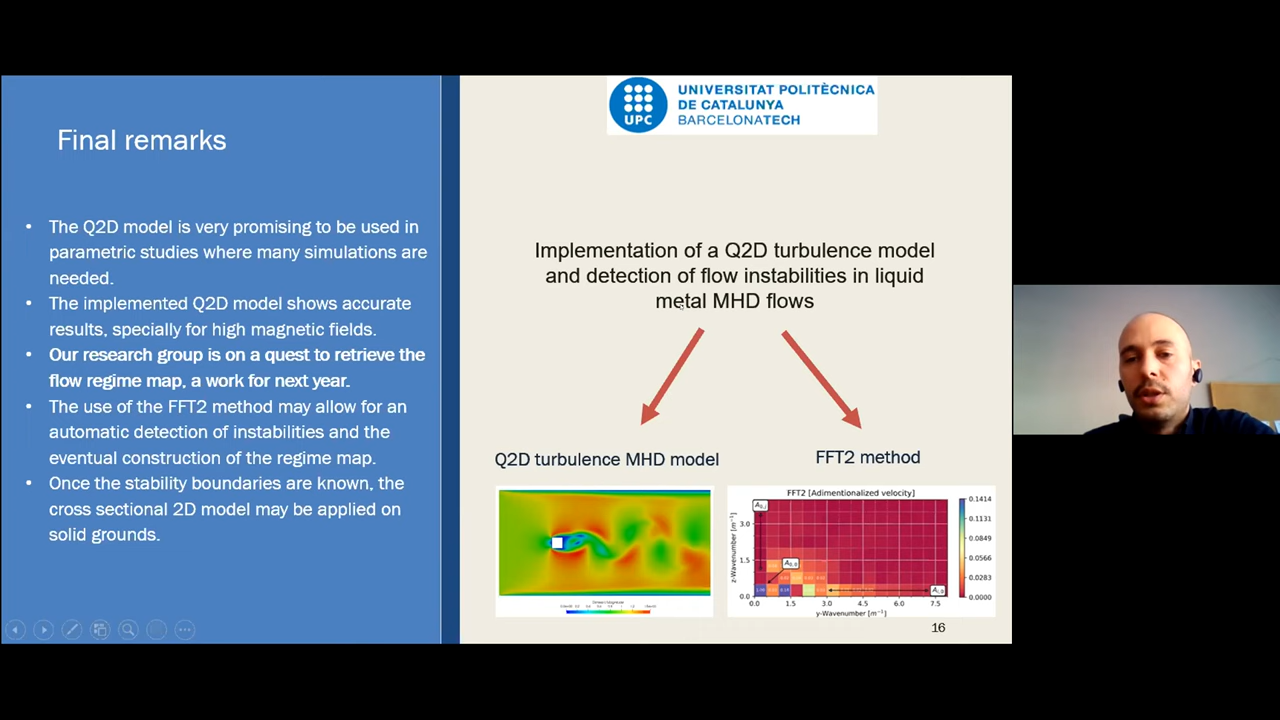 UNIVERSITAT POLITÈCNICA
DE CATALUNYA
BARCELONATECH
UPC
Final remarks
• The Q2D model is very promising to be used in
parametric studies where many simulations are
needed.
• The implemented Q2D model shows accurate
results, specially for high magnetic fields.
• Our research group is on a quest to retrieve the
flow regime map, a work for next year.
• The use of the FFT2 method may allow for an
automatic detection of instabilities and the
eventual construction of the regime map.
• Once the stability boundaries are known, the
cross sectional 2D model may be applied on
solid grounds.
Implementation of a Q2D turbulence model
and detection of flow instabilities in liquid
metal MHD flows
Q2D turbulence MHD model
FFT2 method
FFT2 [Adimentionalized velocity]
z-Wavenumber [m⁻¹]
3.0
1.5
0.0
0.0 1.5 3.0 4.5 6.0 7.5
y-Wavenumber [m⁻¹]
0.1414
0.1131
0.0849
0.0566
0.0283
0.0000
16